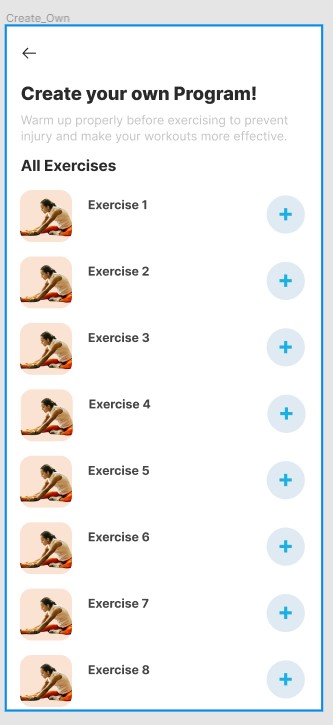 Create_Own
Create your own Program!
Warm up properly before exercising to prevent
injury and make your workouts more effective.
All Exercises
Exercise 1
Exercise 2
Exercise 3
Exercise 4
Exercise 5
Exercise 6
Exercise 7
Exercise 8